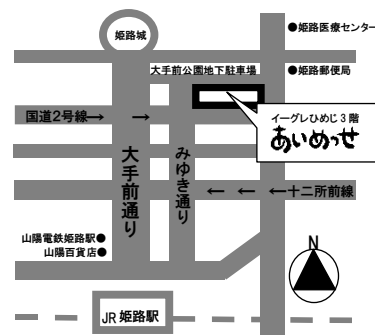 姫路城
●姫路医療センター
大手前公園地下駐車場
●姫路郵便局
国道2号線→
→
イーグレひめじ3階
あいめっせ
大手前通り
みゆき通り
← ← ←十二所前線
山陽電鉄姫路駅●
山陽百貨店●
N
JR 姫路駅